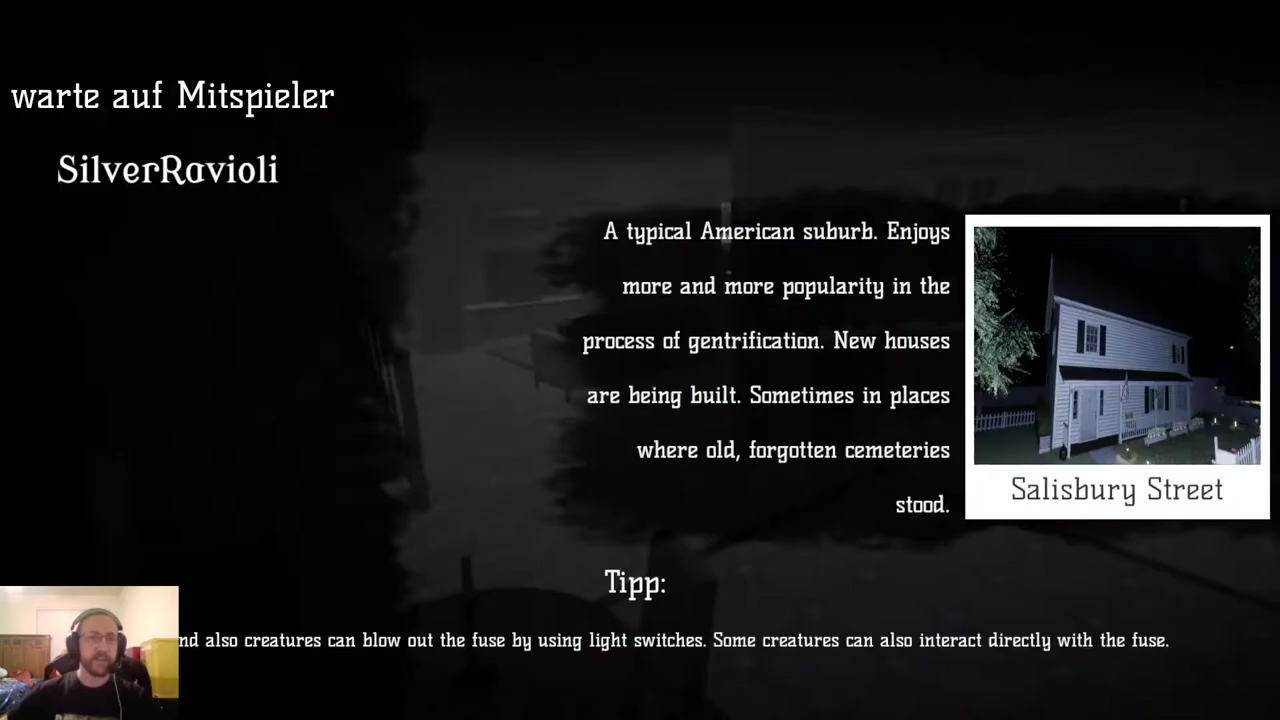 warte auf Mitspieler
SilverRavioli
A typical American suburb. Enjoys
more and more popularity in the
process of gentrification. New houses
are being built. Sometimes in places
where old, forgotten cemeteries
stood.
Salisbury Street
Tipp:
also creatures can blow out the fuse by using light switches. Some creatures can also interact directly with the fuse.